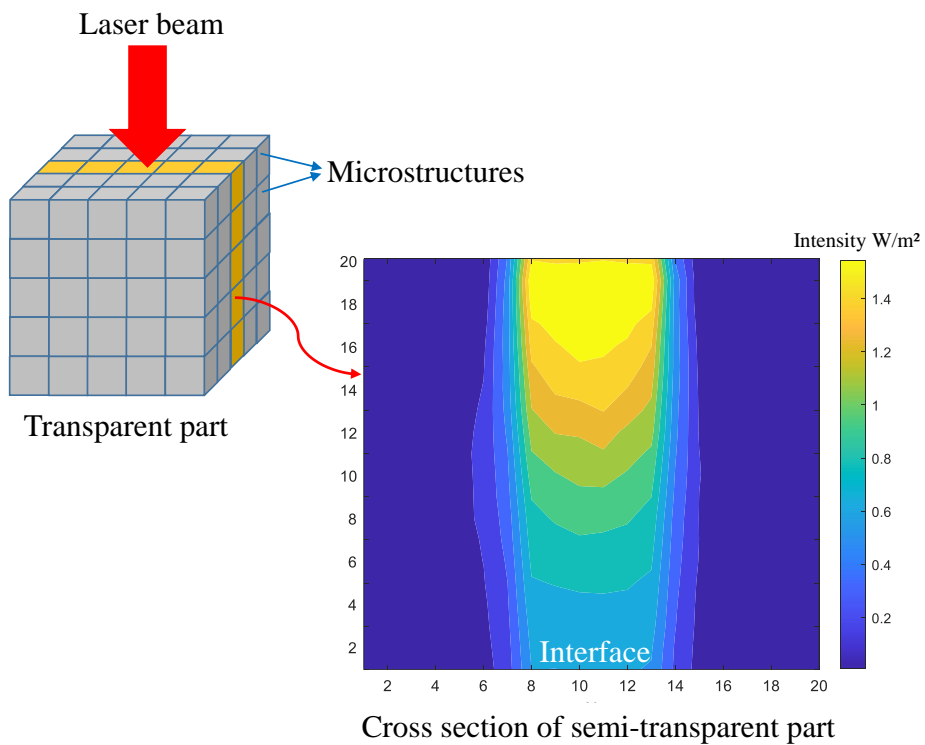 Laser beam
Microstructures
Transparent part
Intensity W/m²
20
18
16
14
12
10
8
6
4
2
1.4
1.2
1
0.8
0.6
0.4
0.2
Interface
2 4 6 8 10 12 14 16 18 20
Cross section of semi-transparent part